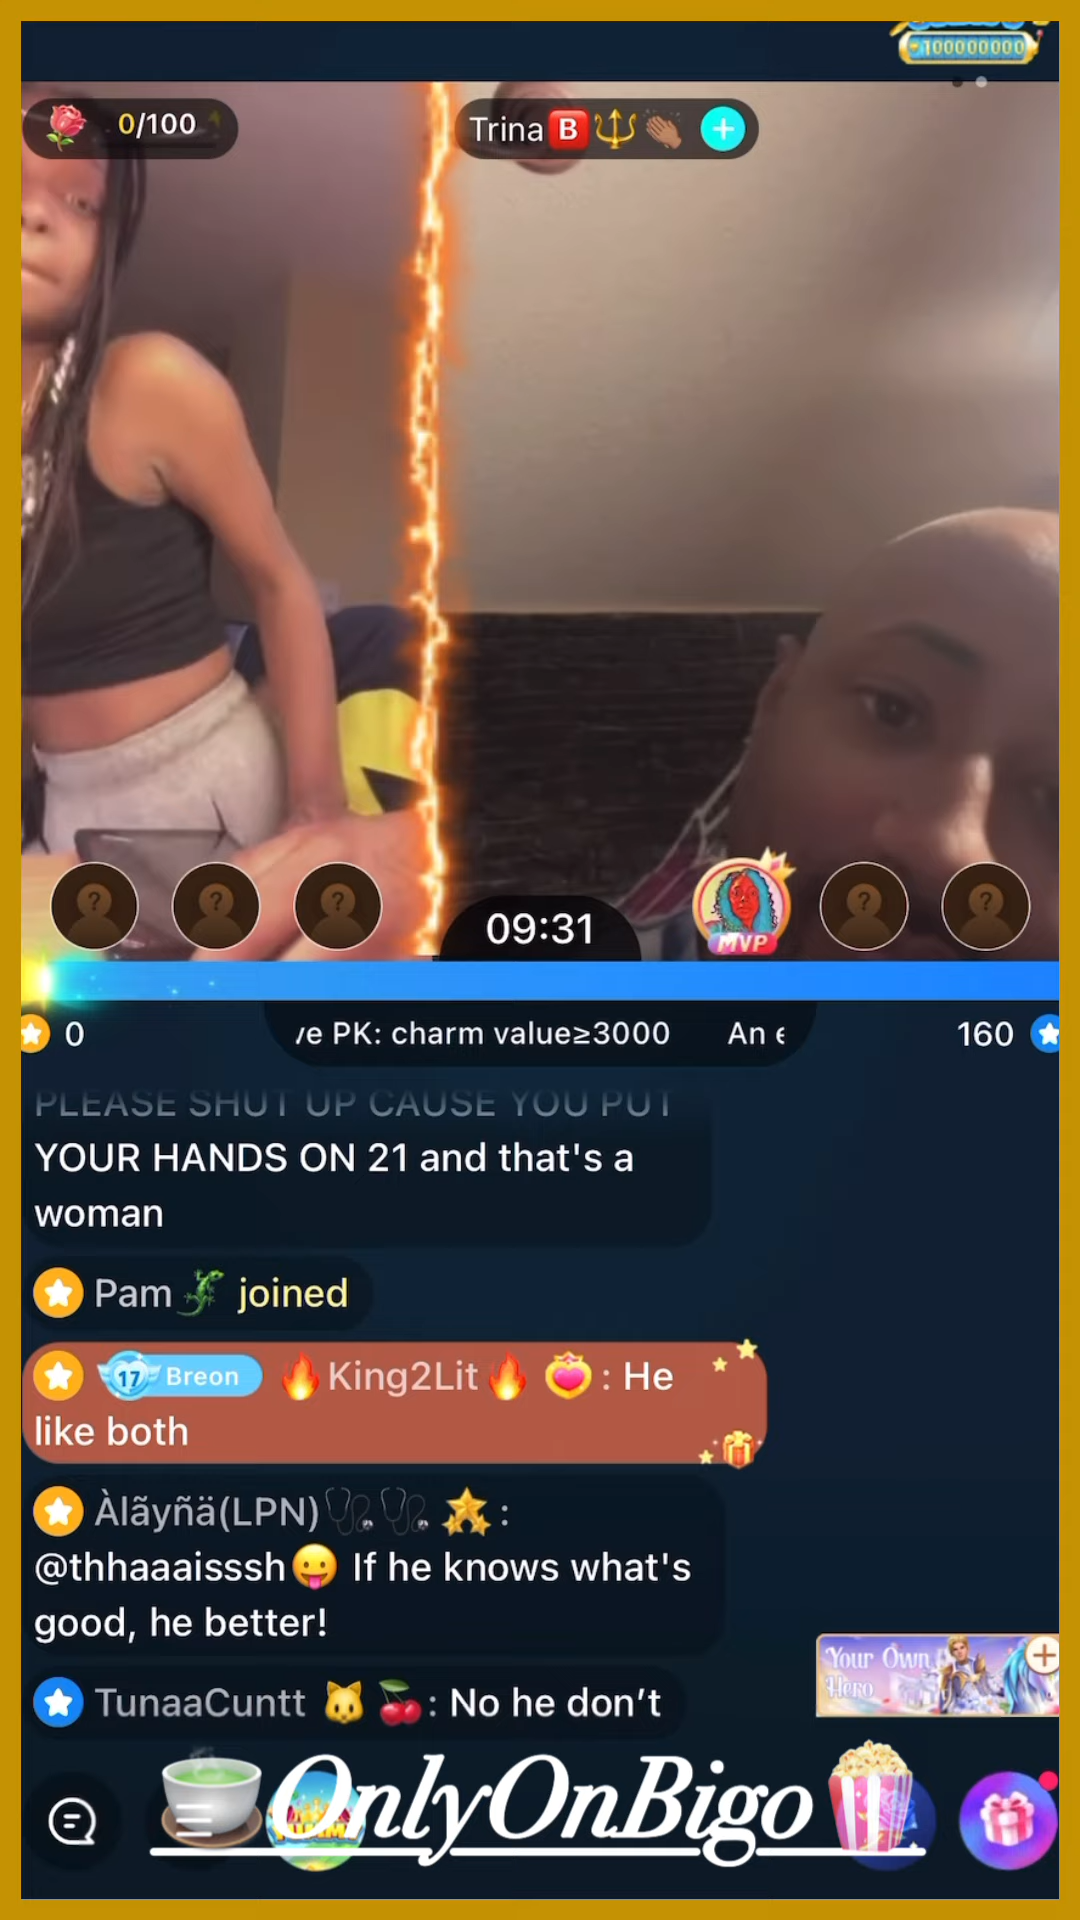 100000000
0/100
Trina B
MVP
09:31
0
've PK: charm value≥3000 An e
160
PLEASE SHUT UP CAUSE YOU PUT
YOUR HANDS ON 21 and that's a
woman
Pam joined
17 Breon King2Lit : He
like both
Àlãyñä(LPN) :
@thhaaaisssh If he knows what's
good, he better!
TunaaCuntt : No he don’t
Your Own
Hero
OnlyOnBigo